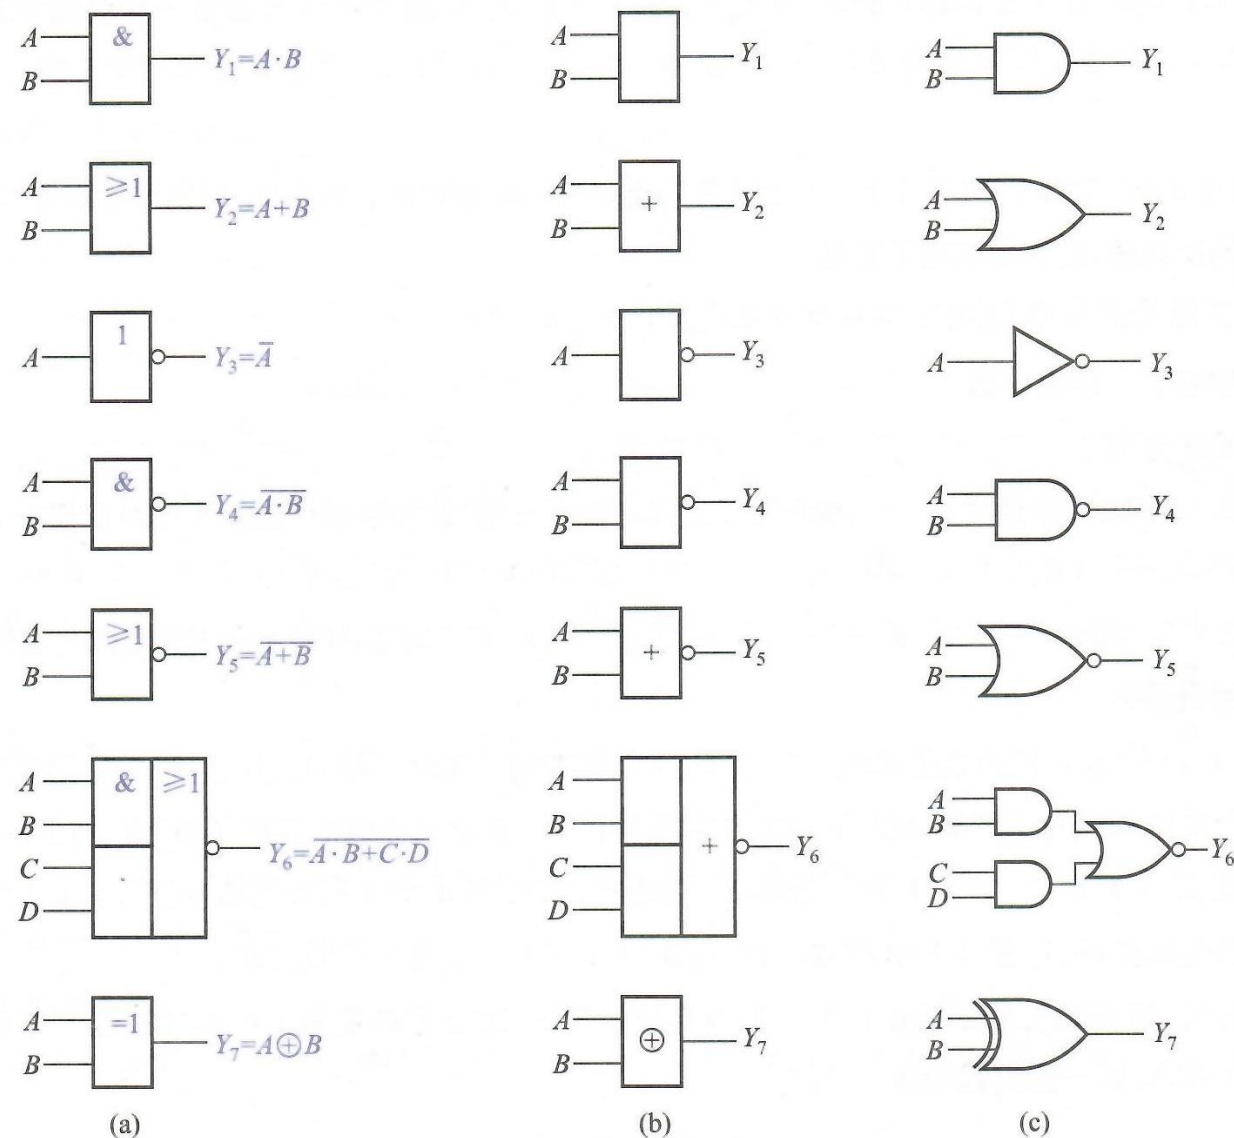 A & B Y₁=A·B
A B Y₁
A B Y₁
A ≥1 B Y₂=A+B
A + B Y₂
A B Y₂
A 1 Y₃=A̅
A Y₃
A Y₃
A & B Y₄=A̅·̅B̅
A B Y₄
A B Y₄
A ≥1 B Y₅=A̅+̅B̅
A + B Y₅
A B Y₅
A & ≥1 B C D Y₆=A̅·̅B̅+̅C̅·̅D̅
A B + C D Y₆
A B C D Y₆
A =1 B Y₇=A⊕B
A ⊕ B Y₇
A B Y₇
(a) (b) (c)